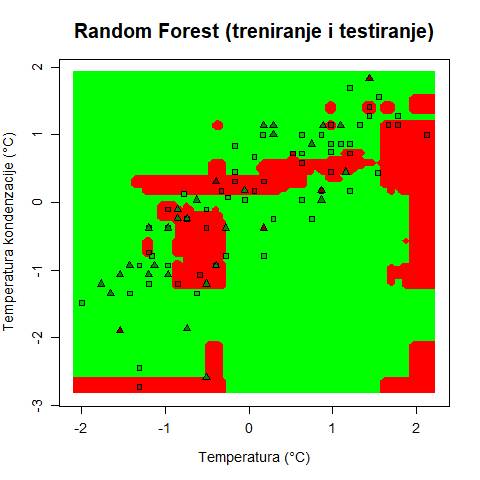 Random Forest (treniranje i testiranje)
Temperatura kondenzacije (°C)
2
1
0
-1
-2
-3
-2 -1 0 1 2
Temperatura (°C)